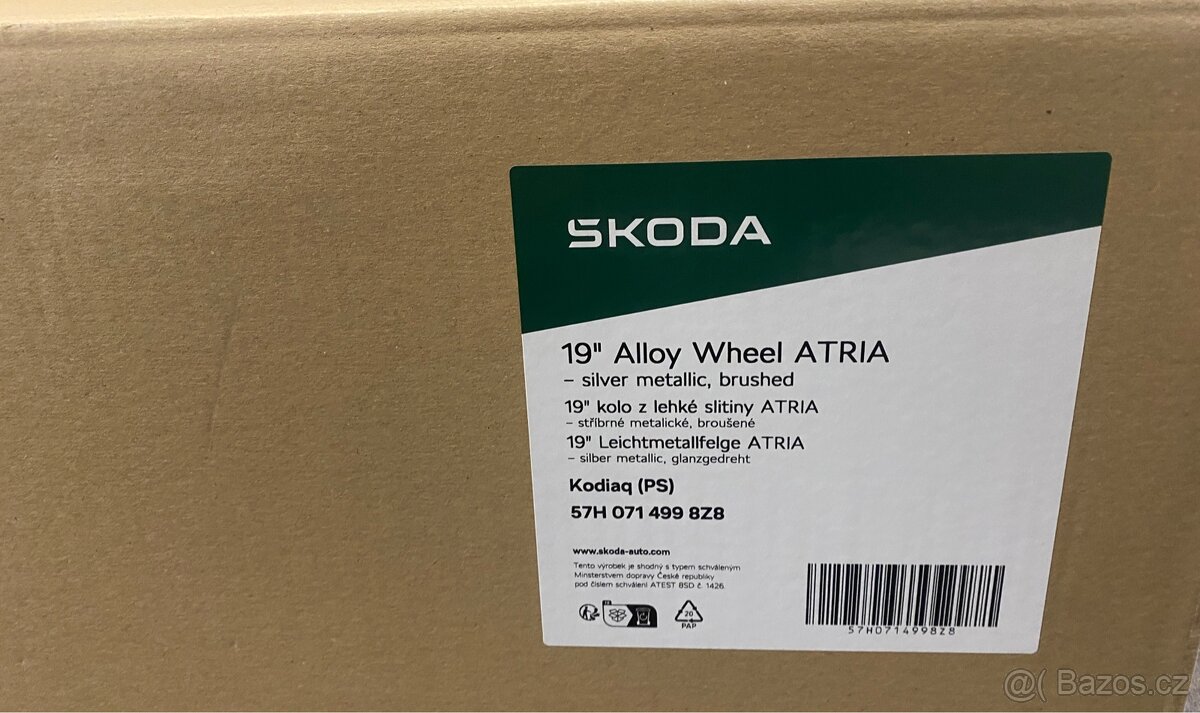 ŠKODA
19" Alloy Wheel ATRIA
– silver metallic, brushed
19" kolo z lehké slitiny ATRIA
– stříbrné metalické, broušené
19" Leichtmetallfelge ATRIA
– silber metallic, glanzgedreht
Kodiaq (PS)
57H 071 499 8Z8
www.skoda-auto.com
Tento výrobek je shodný s typem schváleným
Minsterstvem dopravy České republiky
pod číslem schválení ATEST 8SD č. 1426.
20
PAP
57H0714998Z8
@( Bazos.cz